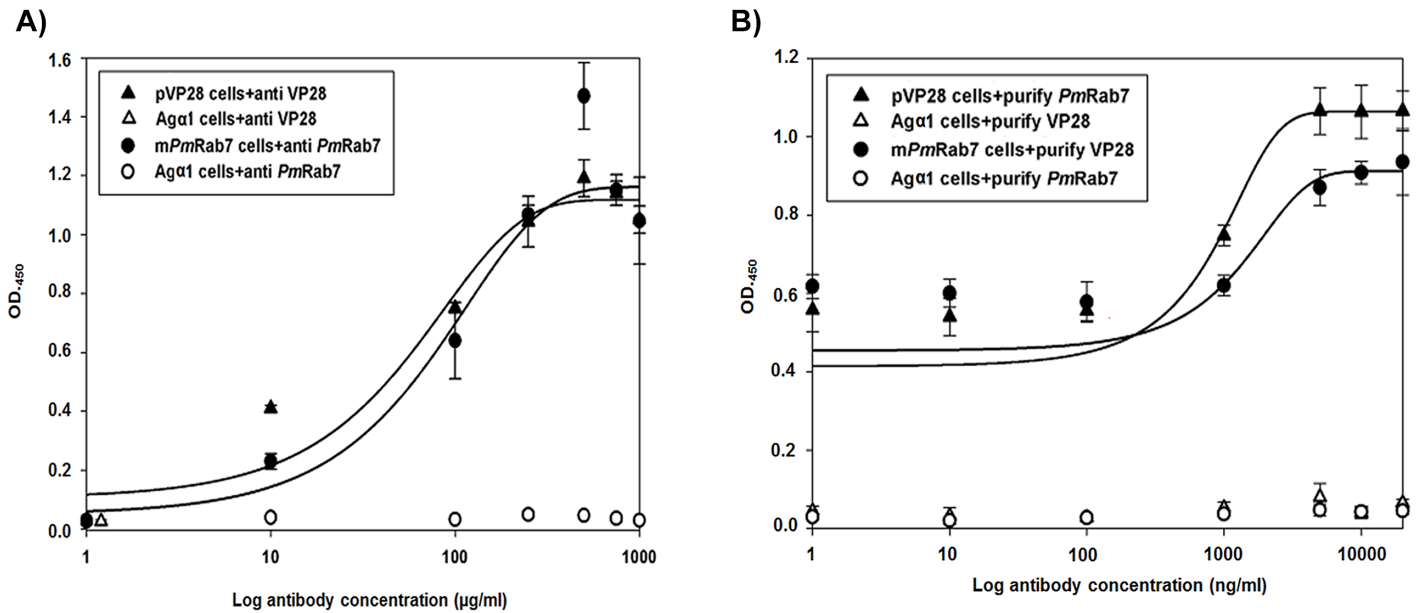 A)
1.6
1.4
1.2
1.0
0.8
0.6
0.4
0.2
0.0
OD.450
pVP28 cells+anti VP28
Agα1 cells+anti VP28
mPmRab7 cells+anti PmRab7
Agα1 cells+anti PmRab7
1 10 100 1000
Log antibody concentration (µg/ml)
B)
1.2
1.0
0.8
0.6
0.4
0.2
0.0
OD.450
pVP28 cells+purify PmRab7
Agα1 cells+purify VP28
mPmRab7 cells+purify VP28
Agα1 cells+purify PmRab7
1 10 100 1000 10000
Log antibody concentration (ng/ml)